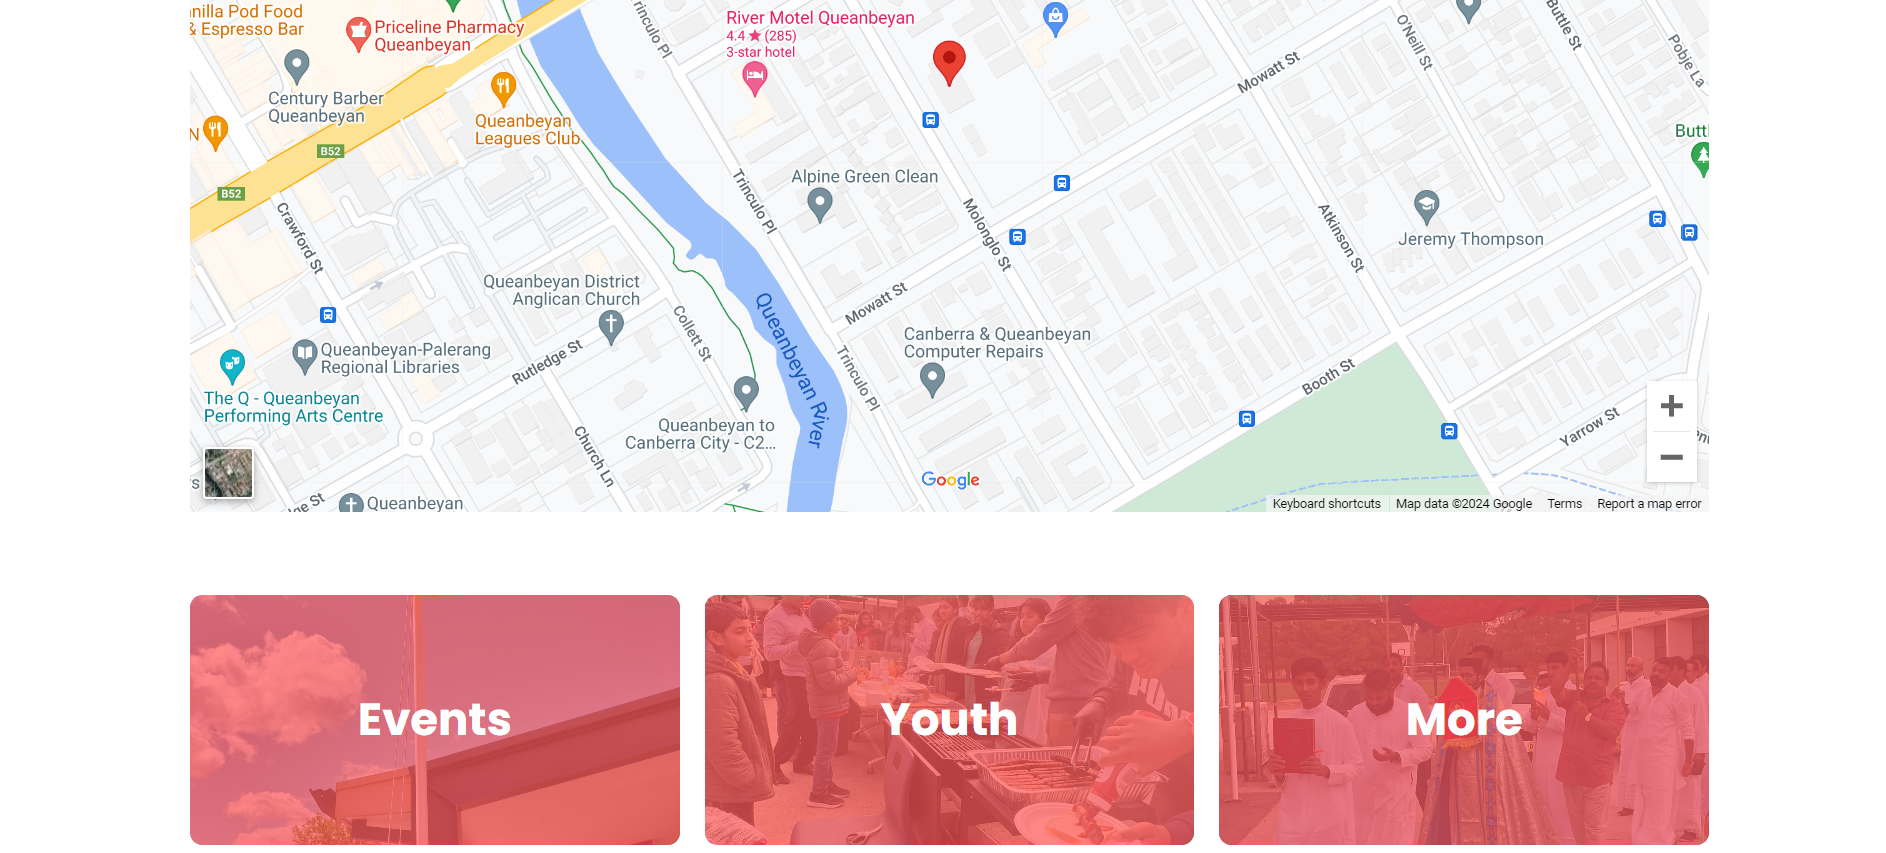 anilla Pod Food
& Espresso Bar
Priceline Pharmacy
Queanbeyan
River Motel Queanbeyan
4.4 ★ (285)
3-star hotel
Trinculo Pl
Mowatt St
O'Neill St
Buttle St
Pobje La
Century Barber
Queanbeyan
Queanbeyan
Leagues Club
N
B52
B52
Buttl
Alpine Green Clean
Trinculo Pl
Molonglo St
Atkinson St
Jeremy Thompson
Crawford St
Queanbeyan District
Anglican Church
Collett St
Queanbeyan River
Mowatt St
Canberra & Queanbeyan
Computer Repairs
Trinculo Pl
Rutledge St
Queanbeyan-Palerang
Regional Libraries
The Q - Queanbeyan
Performing Arts Centre
Queanbeyan to
Canberra City - C2...
Church Ln
Booth St
Yarrow St
Google
Queanbeyan
Keyboard shortcuts
Map data ©2024 Google
Terms
Report a map error
Events
Youth
More